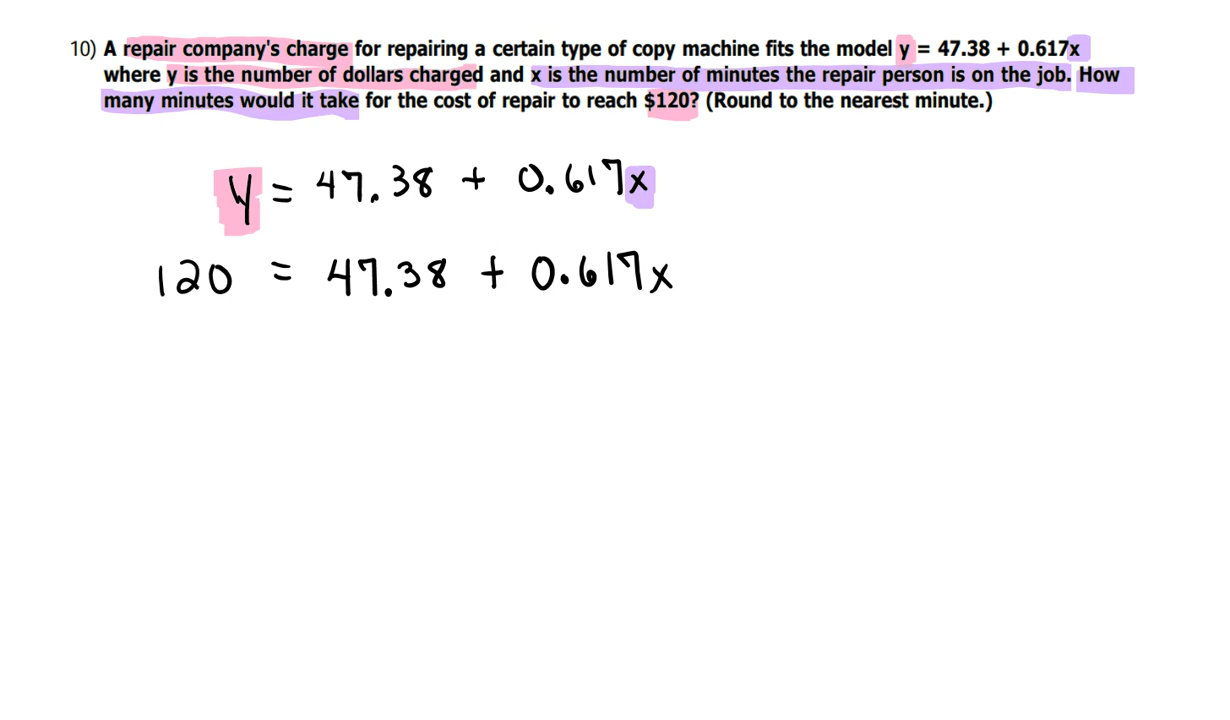 10) A repair company's charge for repairing a certain type of copy machine fits the model y = 47.38 + 0.617x
where y is the number of dollars charged and x is the number of minutes the repair person is on the job. How
many minutes would it take for the cost of repair to reach $120? (Round to the nearest minute.)
y = 47.38 + 0.617x
120 = 47.38 + 0.617x